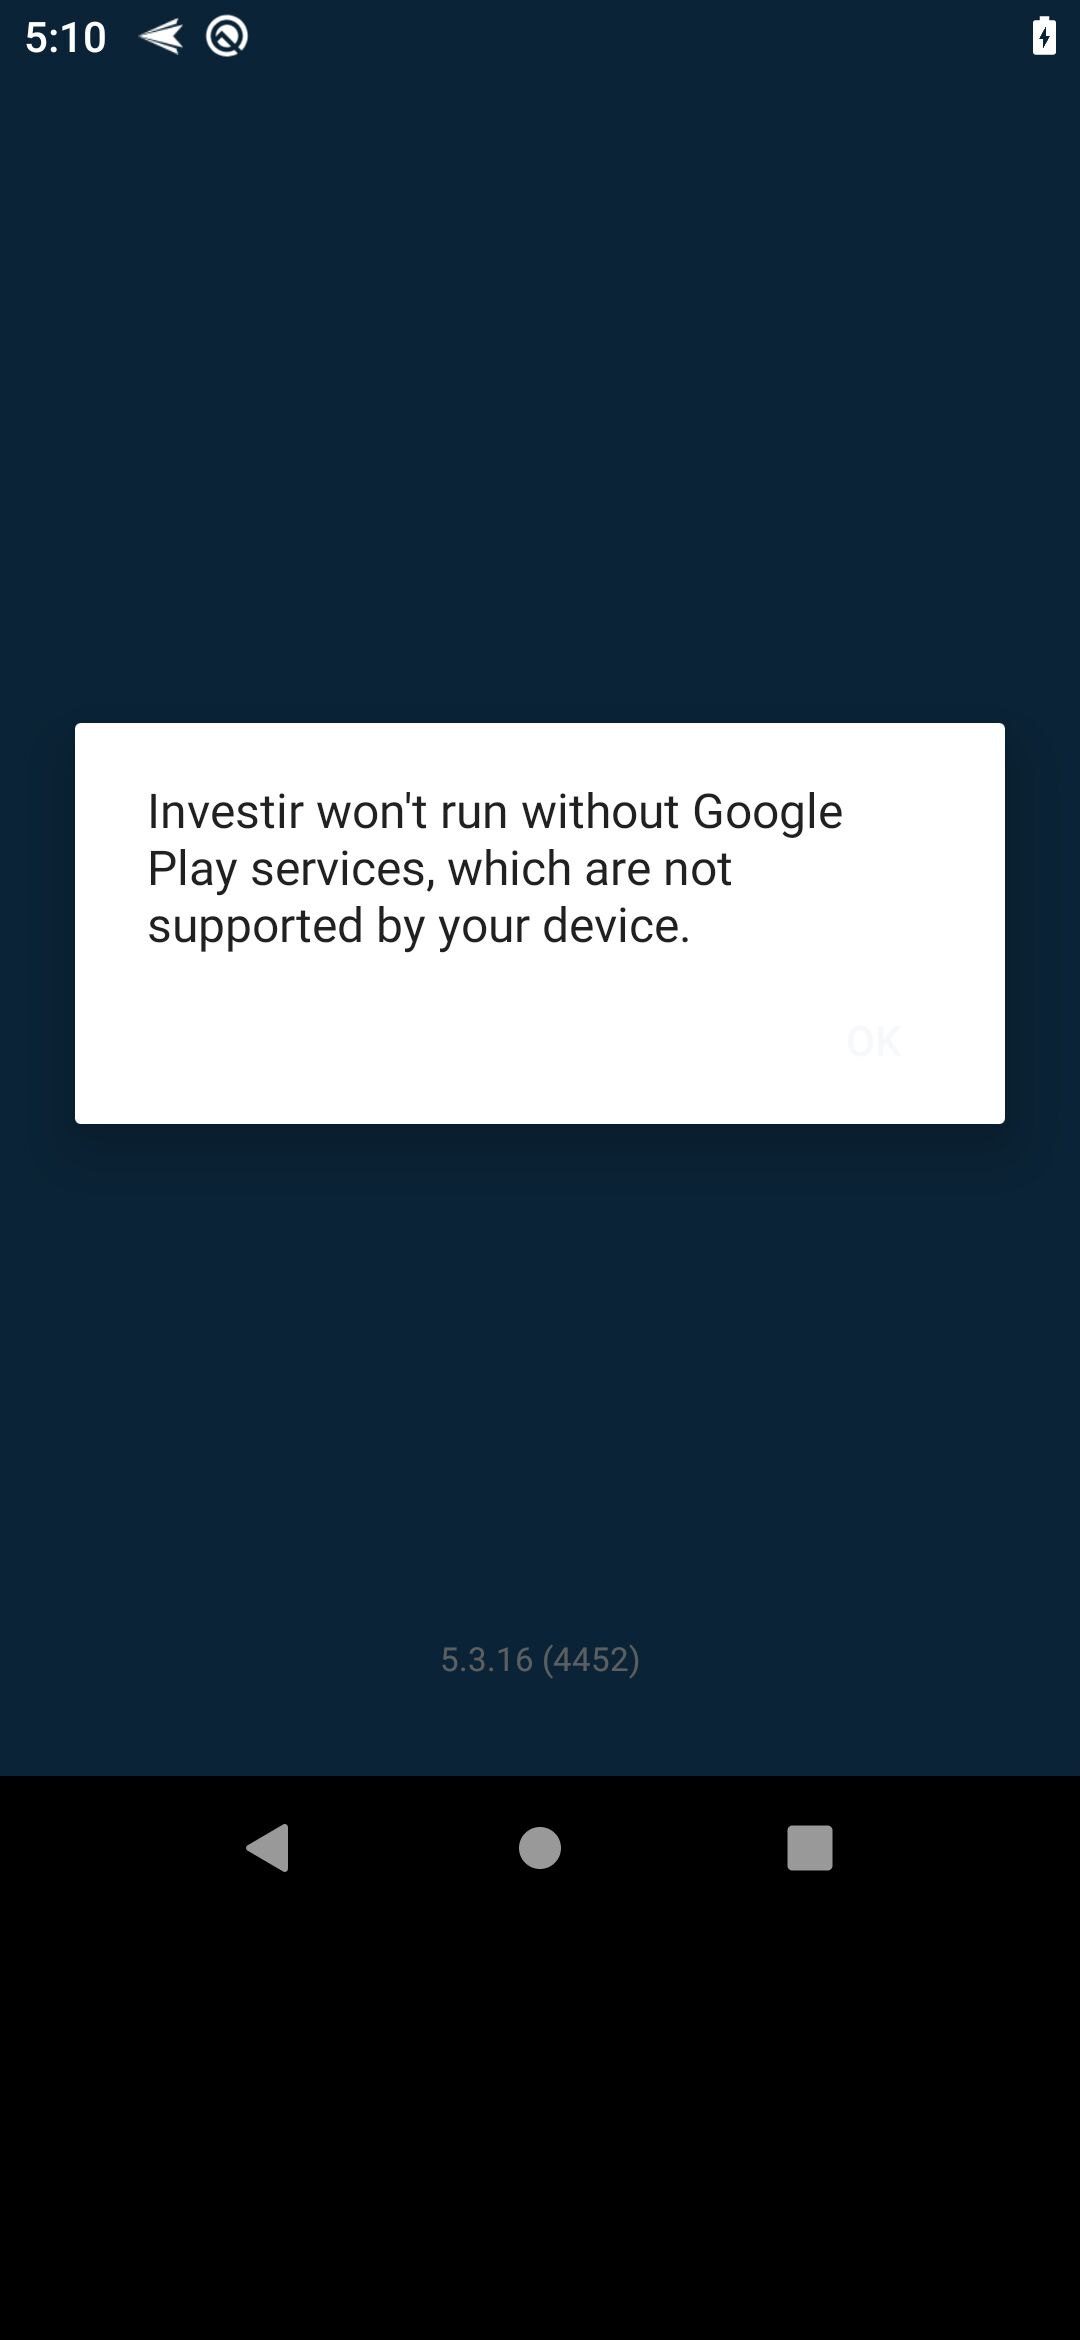 5:10
Investir won't run without Google
Play services, which are not
supported by your device.
OK
5.3.16 (4452)